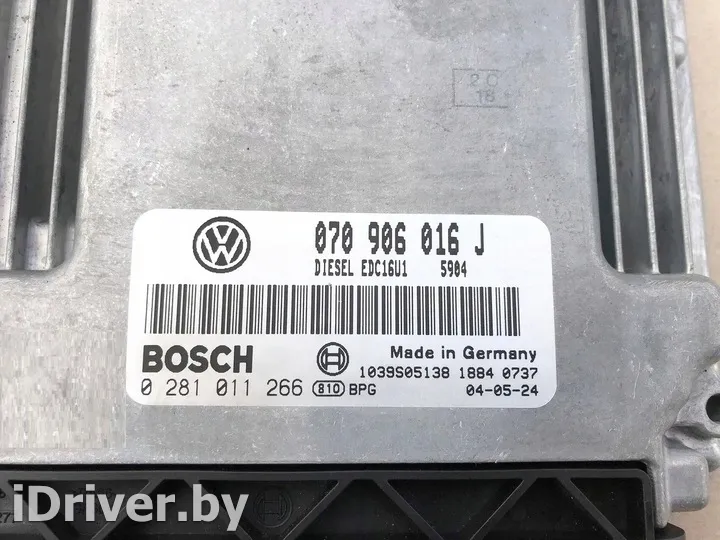 070 906 016 J
DIESEL EDC16U1 5904
BOSCH
Made in Germany
1039S05138 1884 0737
0 281 011 266 810 BPG 04-05-24
iDriver.by